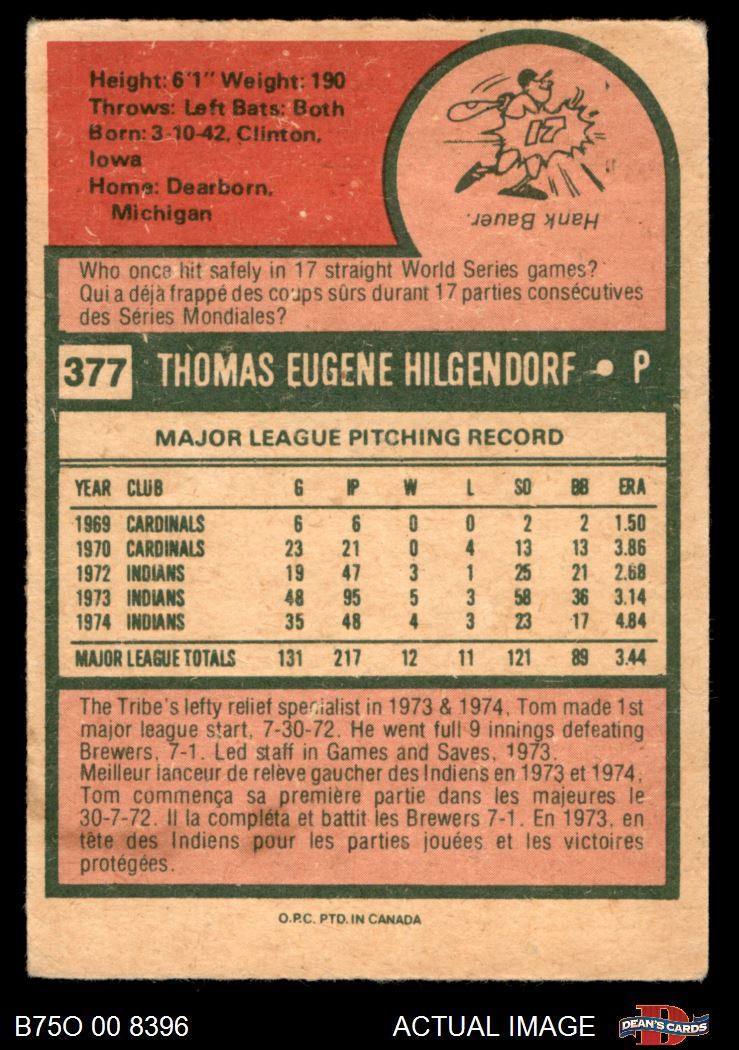 Height: 6'1" Weight: 190
Throws: Left Bats: Both
Born: 3-10-42, Clinton,
Iowa
Home: Dearborn,
Michigan
17
Hank Bauer.
Who once hit safely in 17 straight World Series games?
Qui a déjà frappé des coups sûrs durant 17 parties consécutives
des Séries Mondiales?
377 THOMAS EUGENE HILGENDORF • P
MAJOR LEAGUE PITCHING RECORD
YEAR CLUB G IP W L SO BB ERA
1969 CARDINALS 6 6 0 0 2 2 1.50
1970 CARDINALS 23 21 0 4 13 13 3.86
1972 INDIANS 19 47 3 1 25 21 2.68
1973 INDIANS 48 95 5 3 58 36 3.14
1974 INDIANS 35 48 4 3 23 17 4.84
MAJOR LEAGUE TOTALS 131 217 12 11 121 89 3.44
The Tribe's lefty relief specialist in 1973 & 1974, Tom made 1st
major league start, 7-30-72. He went full 9 innings defeating
Brewers, 7-1. Led staff in Games and Saves, 1973.
Meilleur lanceur de relève gaucher des Indiens en 1973 et 1974,
Tom commença sa première partie dans les majeures le
30-7-72. Il la complèta et battit les Brewers 7-1. En 1973, en
tête des Indiens pour les parties jouées et les victoires
protégées.
O.P.C. PTD. IN CANADA
B75O 00 8396 ACTUAL IMAGE DEAN'S CARDS